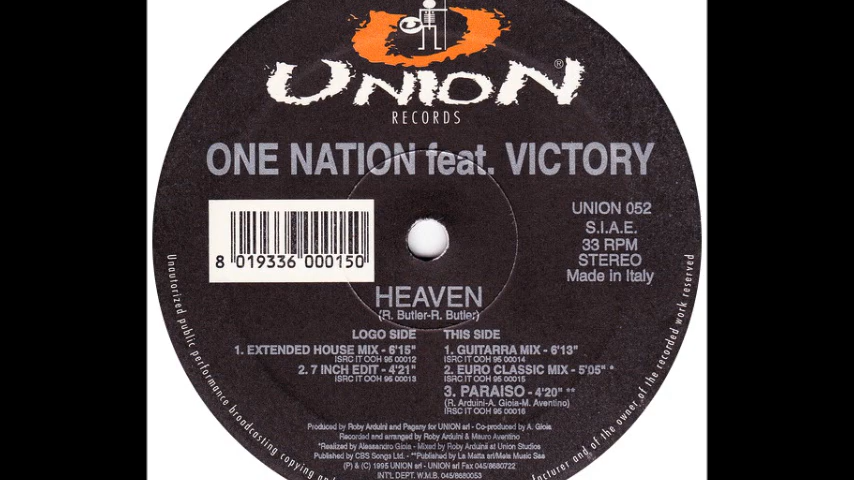 UNION ®
RECORDS
ONE NATION feat. VICTORY
UNION 052
S.I.A.E.
33 RPM
STEREO
Made in Italy
8 019336 000150
HEAVEN
(R. Butler-R. Butler)
LOGO SIDE
1. EXTENDED HOUSE MIX - 6'15"
ISRC IT OOH 95 00012
2. 7 INCH EDIT - 4'21"
ISRC IT OOH 95 00013
THIS SIDE
1. GUITARRA MIX - 6'13"
ISRC IT OOH 95 00014
2. EURO CLASSIC MIX - 5'05" *
ISRC IT OOH 95 00015
3. PARAISO - 4'20" **
(R. Arduini-A. Gioia-M. Aventino)
ISRC IT OOH 95 00016
Produced by Roby Arduini and Pagany for UNION srl - Co-produced by A. Gioia
Recorded and arranged by Roby Arduini & Mauro Aventino
*Realized by Alessandro Gioia - Mixed by Roby Arduini at Union Studios
Published by CBS Songs Ltd. - **Published by La Matta srl/Mela Music Sas
(P) & (C) 1995 UNION srl - UNION srl Fax 045/8680722
INT'L DEPT. W.M.B. 045/8680053
Unautorized public performance broadcasting copying and
facturer and of the owner of the recorded work reserved